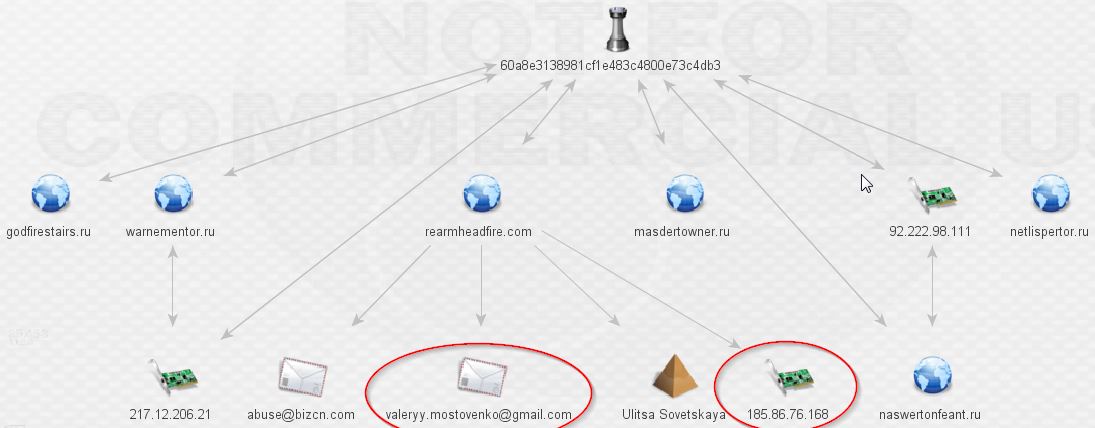 NOT FOR
COMMERCIAL US
60a8e3138981cf1e483c4800e73c4db3
godfirestairs.ru
warnementor.ru
rearmheadfire.com
masdertowner.ru
92.222.98.111
netlispertor.ru
217.12.206.21
abuse@bizcn.com
valeryy.mostovenko@gmail.com
Ulitsa Sovetskaya
185.86.76.168
naswertonfeant.ru